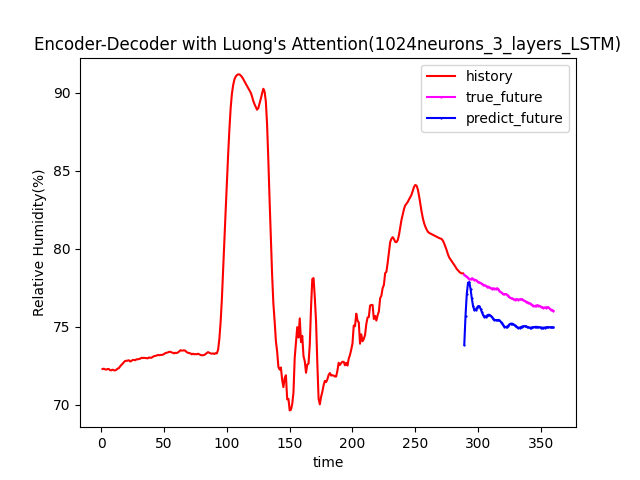 Encoder-Decoder with Luong's Attention(1024neurons_3_layers_LSTM)
history
true_future
predict_future
Relative Humidity(%)
90
85
80
75
70
0 50 100 150 200 250 300 350
time